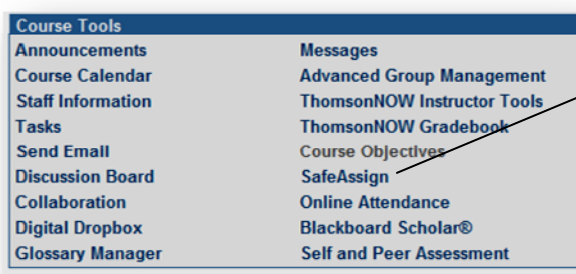 Course Tools
Announcements
Course Calendar
Staff Information
Tasks
Send Email
Discussion Board
Collaboration
Digital Dropbox
Glossary Manager
Messages
Advanced Group Management
ThomsonNOW Instructor Tools
ThomsonNOW Gradebook
Course Objectives
SafeAssign
Online Attendance
Blackboard Scholar®
Self and Peer Assessment